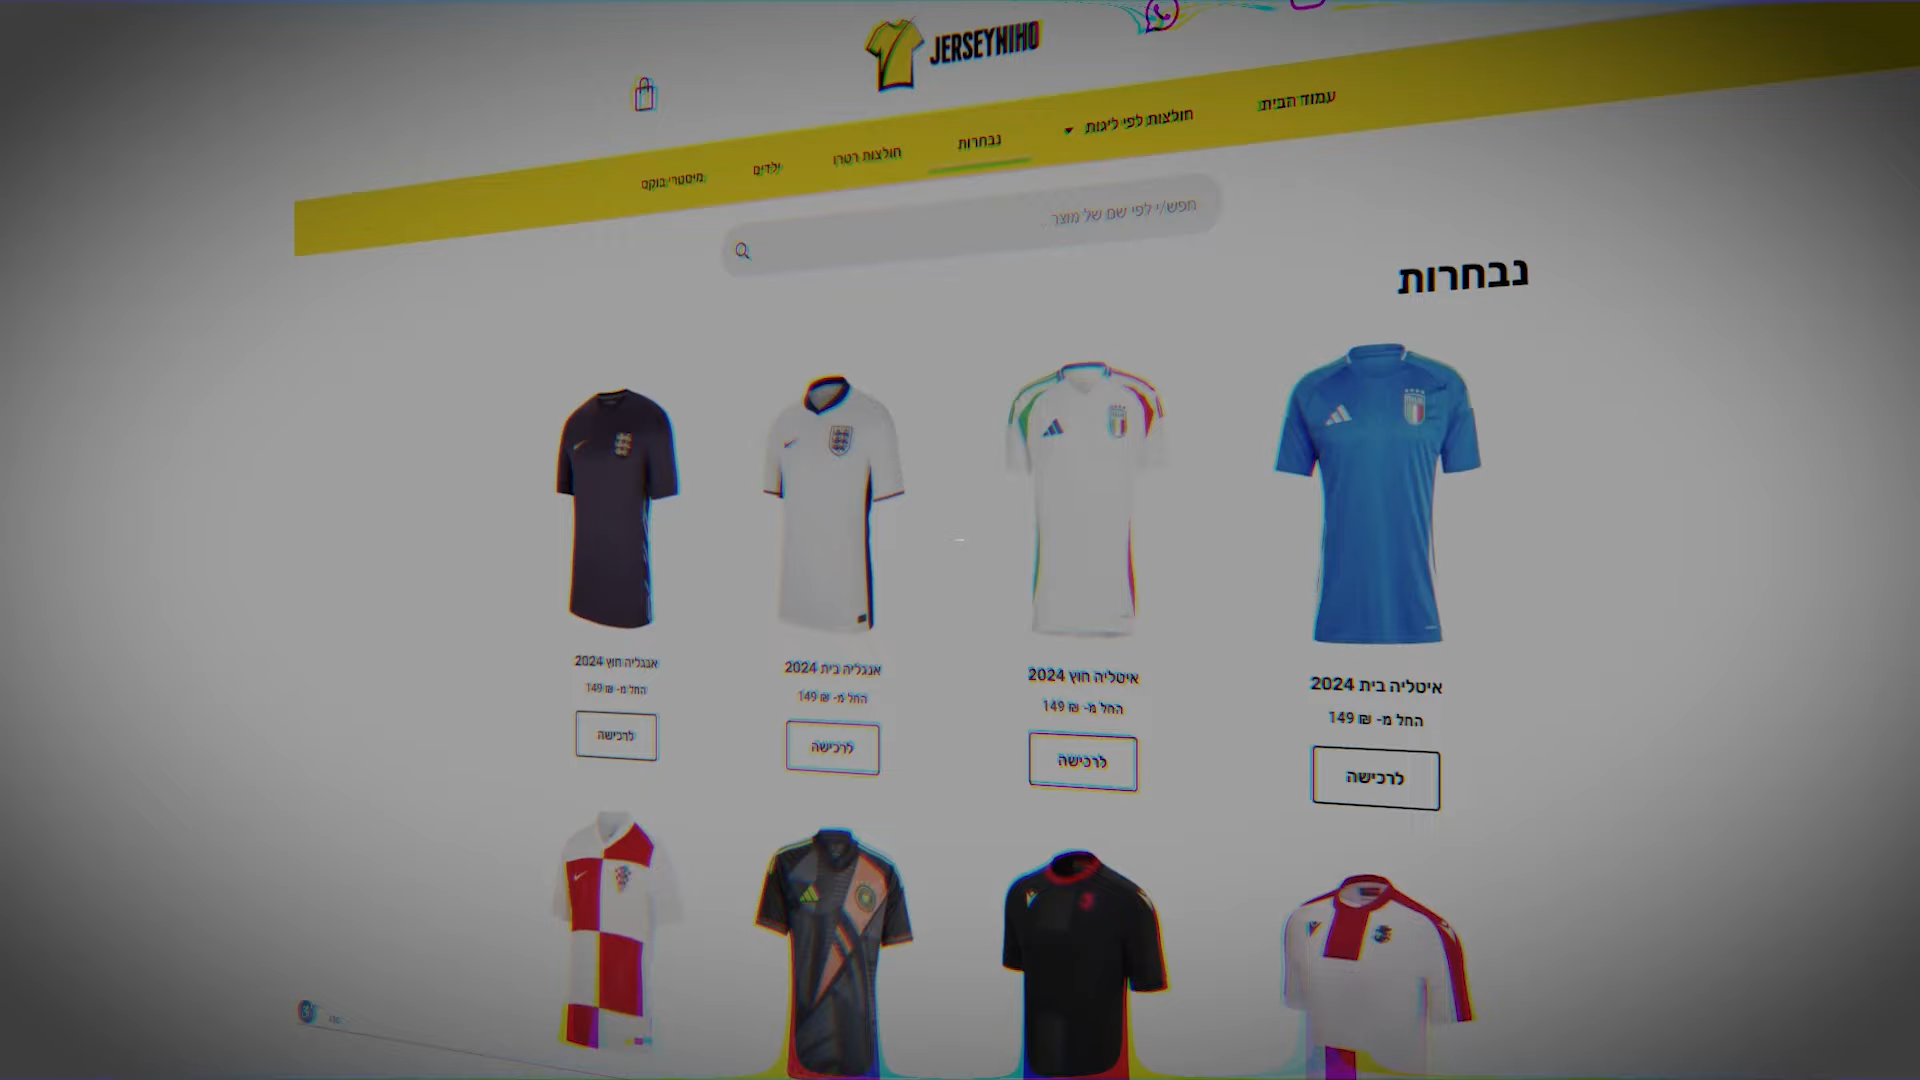 JERSEYNIHO
עמוד הבית
חולצות לפי ליגות
נבחרות
חולצות רטרו
ילדים
מיסטרי בוקס
חפש/י לפי שם של מוצר...
נבחרות
איטליה בית 2024
החל מ- ₪ 149
לרכישה
איטליה חוץ 2024
החל מ- ₪ 149
לרכישה
אנגליה בית 2024
החל מ- ₪ 149
לרכישה
אנגליה חוץ 2024
החל מ- ₪ 149
לרכישה